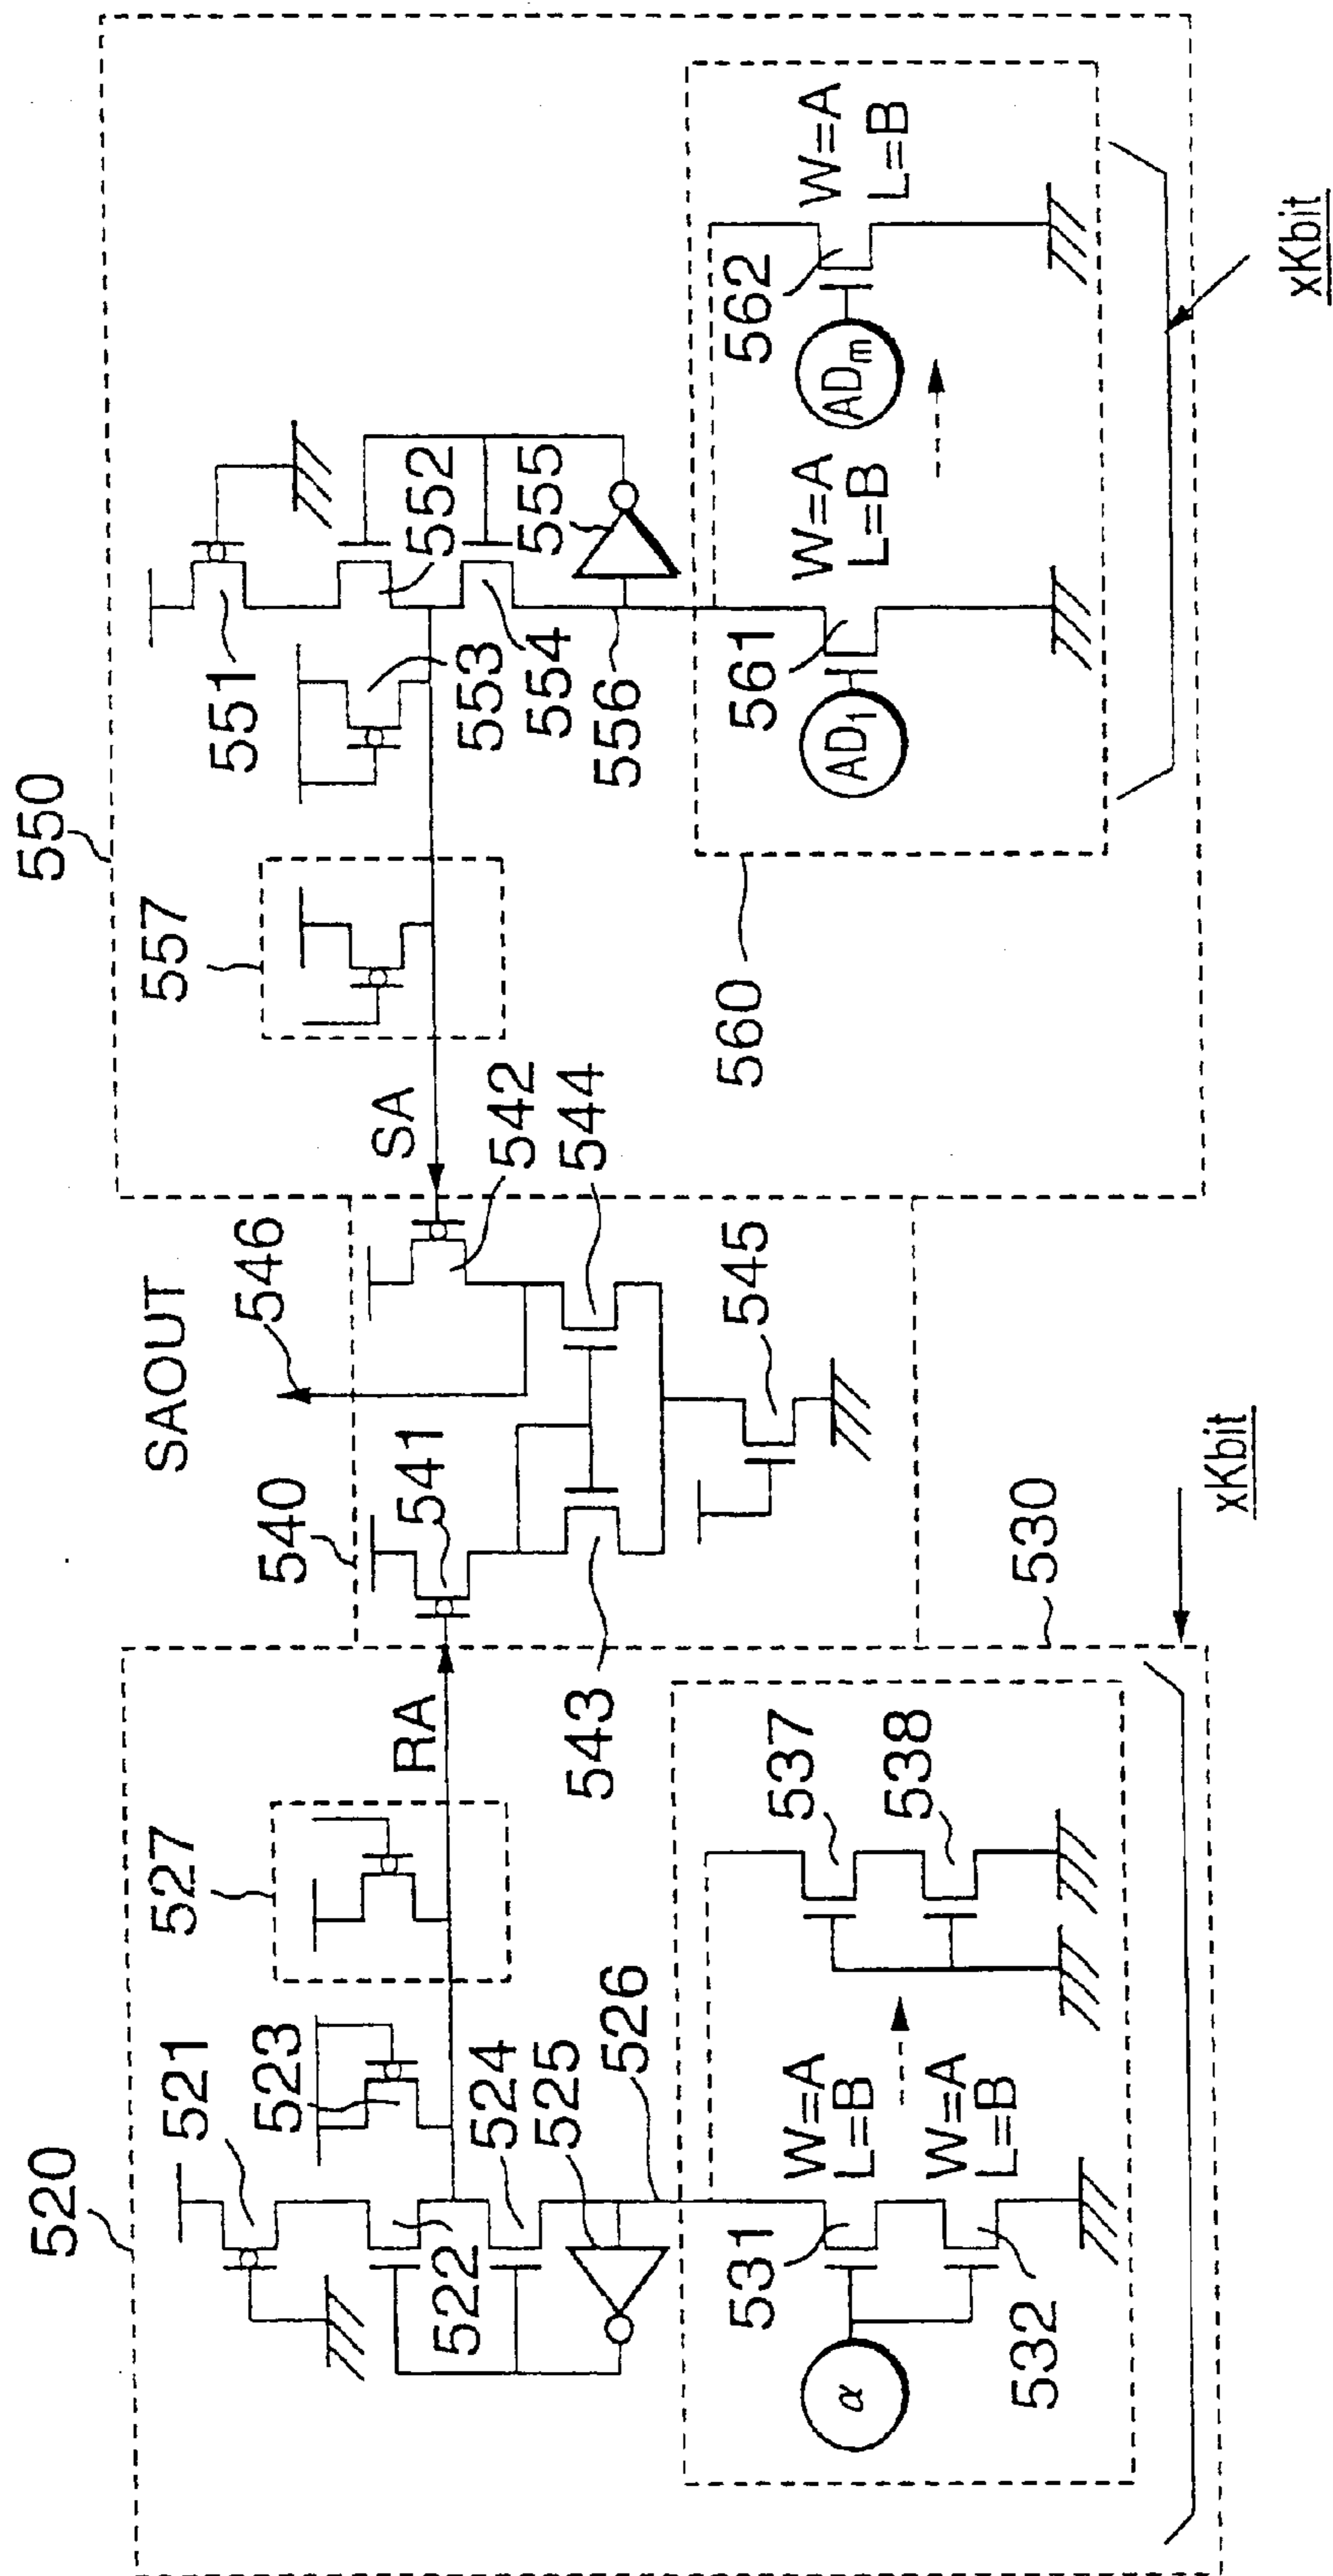 520
521
522
523
524
525
526
527
RA
530
531
532
α
W=A
L=B
W=A
L=B
537
538
xKbit
SAOUT
540
541
542
543
544
545
546
SA
550
551
552
553
554
555
556
557
560
561
562
AD1
ADm
W=A
L=B
W=A
L=B
xKbit